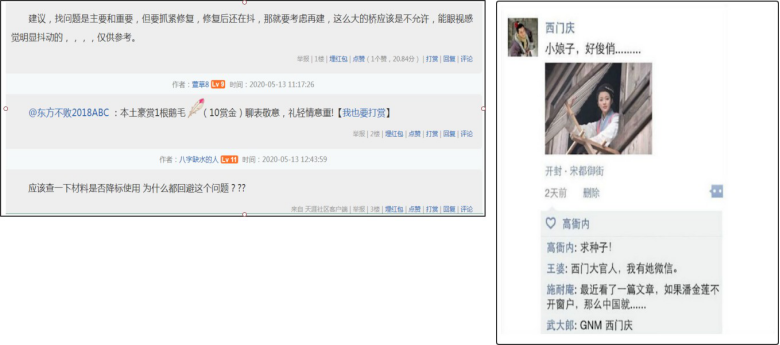 建议，找问题是主要和重要，但要抓紧修复，修复后还在抖，那就要考虑再建，这么大的桥应该是不允许，能眼视感
觉明显抖动的，，，，仅供参考。
举报 | 1楼 | 埋红包 | 点赞（1个赞，20.84分） | 打赏 | 回复 | 评论
作者：萱草8 Lv 9 时间：2020-05-13 11:17:26
@东方不败2018ABC ：本土豪赏1根鹅毛（10赏金）聊表敬意，礼轻情意重!【我也要打赏】
举报 | 2楼 | 埋红包 | 点赞 | 打赏 | 回复 | 评论
作者：八字缺水的人 Lv 11 时间：2020-05-13 12:43:59
应该查一下材料是否降标使用 为什么都回避这个问题？??
来自 天涯社区客户端 | 举报 | 3楼 | 埋红包 | 点赞 | 打赏 | 回复 | 评论
西门庆
小娘子，好俊俏.........
开封 · 宋都御街
2天前 删除
高衙内
高衙内: 求种子！
王婆: 西门大官人，我有她微信。
施耐庵: 最近看了一篇文章，如果潘金莲不
开窗户，那么中国就......
武大郎: GNM 西门庆